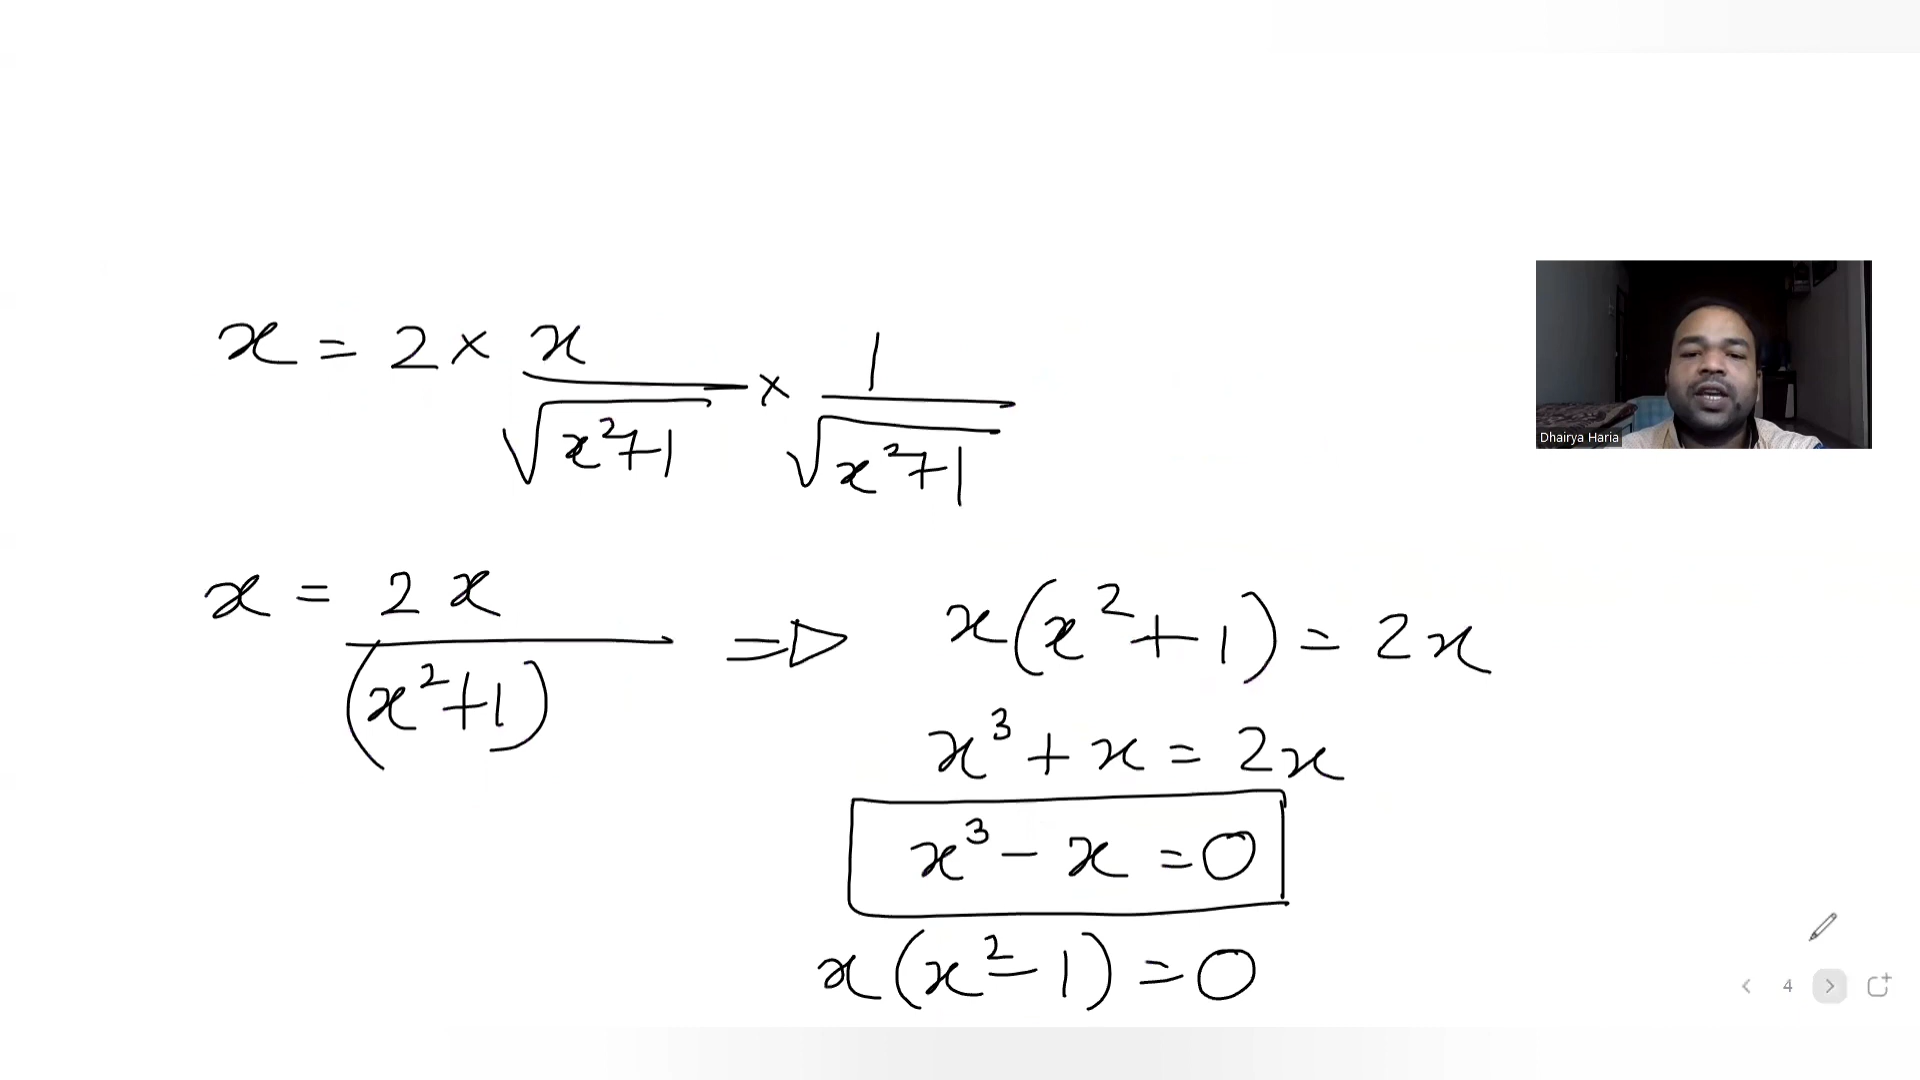 x = 2 × x/√(x²+1) × 1/√(x²+1)
Dhairya Haria
x = 2x/(x²+1) ⇒ x(x²+1) = 2x
x³ + x = 2x
x³ − x = 0
x(x²−1) = 0
4